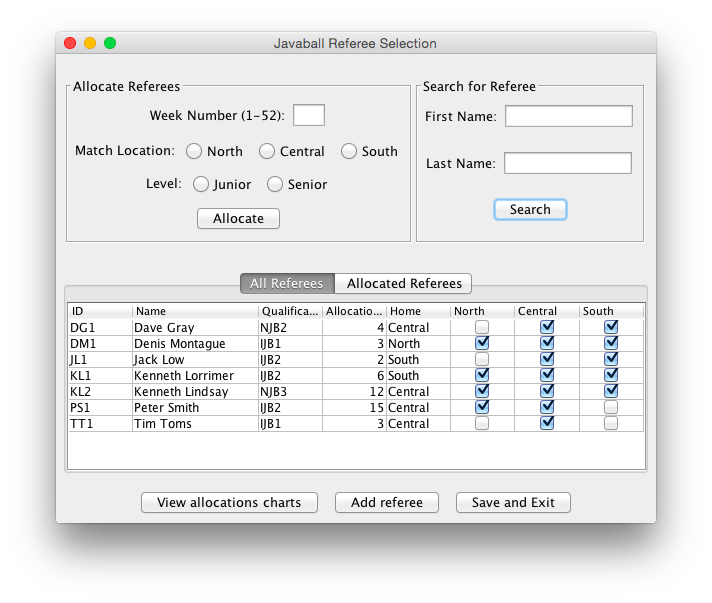 Javaball Referee Selection
Allocate Referees
Week Number (1-52):
Match Location: North Central South
Level: Junior Senior
Allocate
Search for Referee
First Name:
Last Name:
Search
All Referees Allocated Referees
ID Name Qualifica... Allocatio... Home North Central South
DG1 Dave Gray NJB2 4 Central
DM1 Denis Montague IJB1 3 North
JL1 Jack Low IJB2 2 South
KL1 Kenneth Lorrimer IJB2 6 South
KL2 Kenneth Lindsay NJB3 12 Central
PS1 Peter Smith IJB2 15 Central
TT1 Tim Toms IJB1 3 Central
View allocations charts Add referee Save and Exit